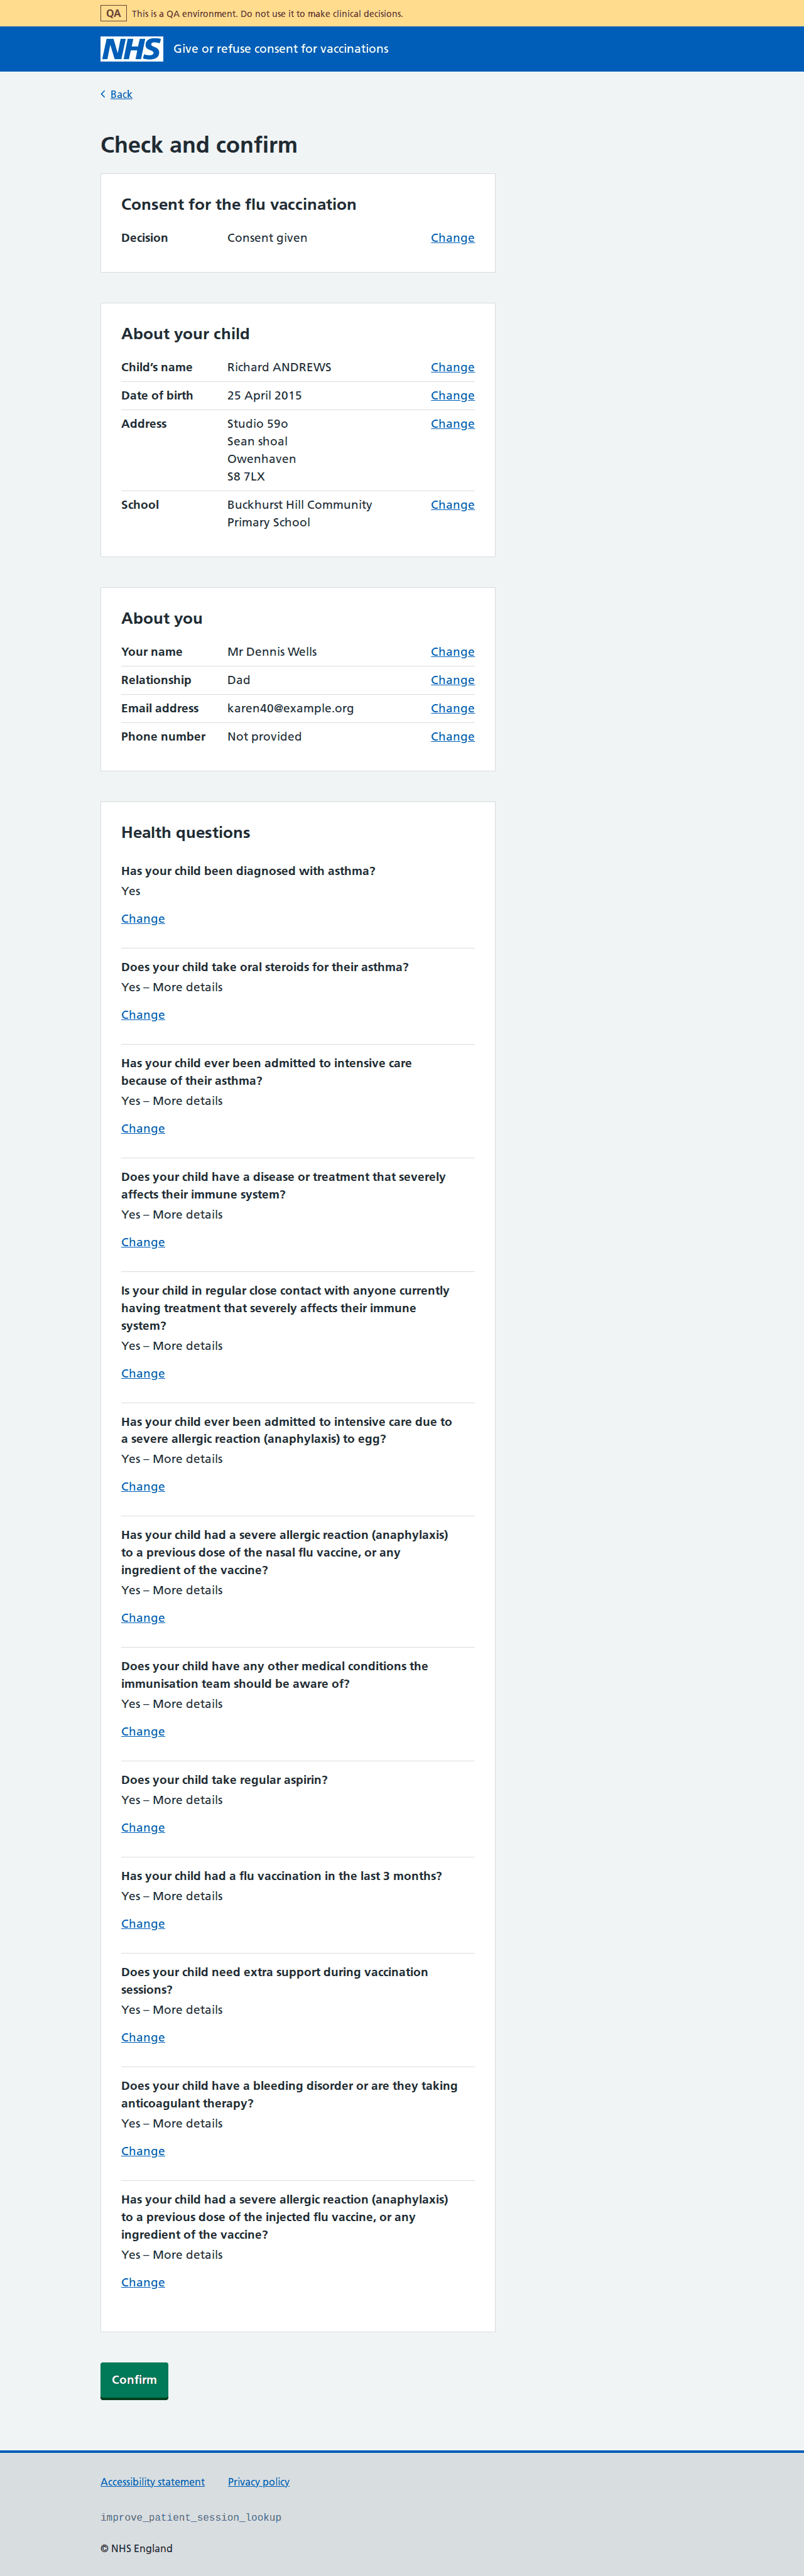 QA This is a QA environment. Do not use it to make clinical decisions.
NHS Give or refuse consent for vaccinations
Back
Check and confirm
Consent for the flu vaccination
Decision Consent given Change
About your child
Child’s name Richard ANDREWS Change
Date of birth 25 April 2015 Change
Address Studio 59o Change
Sean shoal
Owenhaven
S8 7LX
School Buckhurst Hill Community Change
Primary School
About you
Your name Mr Dennis Wells Change
Relationship Dad Change
Email address karen40@example.org Change
Phone number Not provided Change
Health questions
Has your child been diagnosed with asthma?
Yes
Change
Does your child take oral steroids for their asthma?
Yes – More details
Change
Has your child ever been admitted to intensive care
because of their asthma?
Yes – More details
Change
Does your child have a disease or treatment that severely
affects their immune system?
Yes – More details
Change
Is your child in regular close contact with anyone currently
having treatment that severely affects their immune
system?
Yes – More details
Change
Has your child ever been admitted to intensive care due to
a severe allergic reaction (anaphylaxis) to egg?
Yes – More details
Change
Has your child had a severe allergic reaction (anaphylaxis)
to a previous dose of the nasal flu vaccine, or any
ingredient of the vaccine?
Yes – More details
Change
Does your child have any other medical conditions the
immunisation team should be aware of?
Yes – More details
Change
Does your child take regular aspirin?
Yes – More details
Change
Has your child had a flu vaccination in the last 3 months?
Yes – More details
Change
Does your child need extra support during vaccination
sessions?
Yes – More details
Change
Does your child have a bleeding disorder or are they taking
anticoagulant therapy?
Yes – More details
Change
Has your child had a severe allergic reaction (anaphylaxis)
to a previous dose of the injected flu vaccine, or any
ingredient of the vaccine?
Yes – More details
Change
Confirm
Accessibility statement Privacy policy
improve_patient_session_lookup
© NHS England